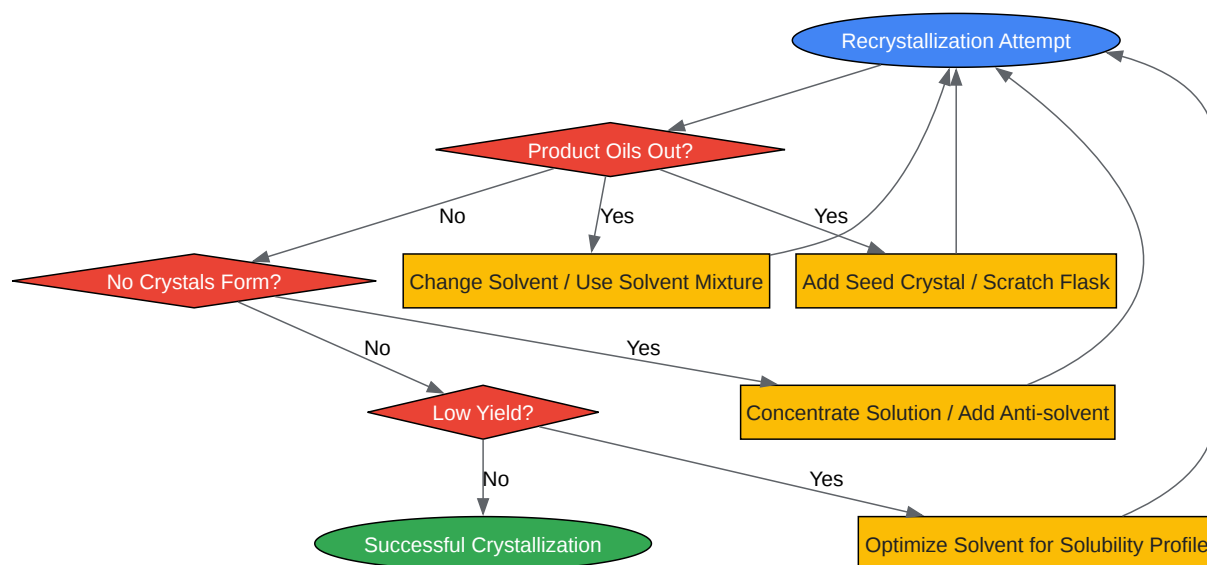 Recrystallization Attempt
Product Oils Out?
No
Yes
Yes
No Crystals Form?
Change Solvent / Use Solvent Mixture
Add Seed Crystal / Scratch Flask
No
Yes
Low Yield?
Concentrate Solution / Add Anti-solvent
No
Yes
Successful Crystallization
Optimize Solvent for Solubility Profile